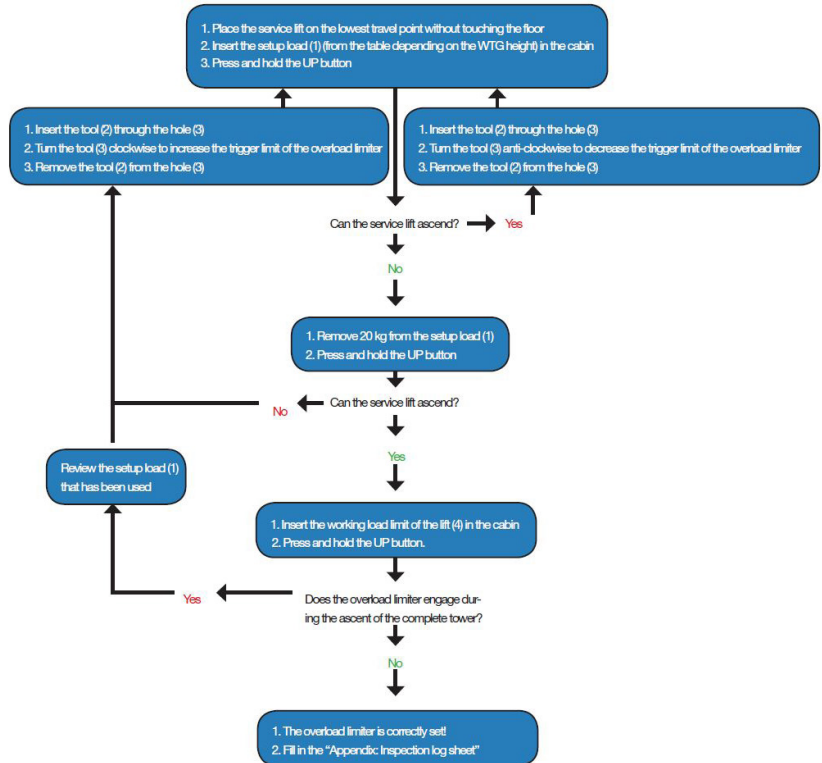 1. Place the service lift on the lowest travel point without touching the floor
2. Insert the setup load (1) (from the table depending on the WTG height) in the cabin
3. Press and hold the UP button
1. Insert the tool (2) through the hole (3)
2. Turn the tool (3) clockwise to increase the trigger limit of the overload limiter
3. Remove the tool (2) from the hole (3)
1. Insert the tool (2) through the hole (3)
2. Turn the tool (3) anti-clockwise to decrease the trigger limit of the overload limiter
3. Remove the tool (2) from the hole (3)
Can the service lift ascend?
Yes
No
1. Remove 20 kg from the setup load (1)
2. Press and hold the UP button
Can the service lift ascend?
No
Yes
Review the setup load (1)
that has been used
1. Insert the working load limit of the lift (4) in the cabin
2. Press and hold the UP button.
Yes
Does the overload limiter engage dur-
ing the ascent of the complete tower?
No
1. The overload limiter is correctly set!
2. Fill in the “Appendix: Inspection log sheet”